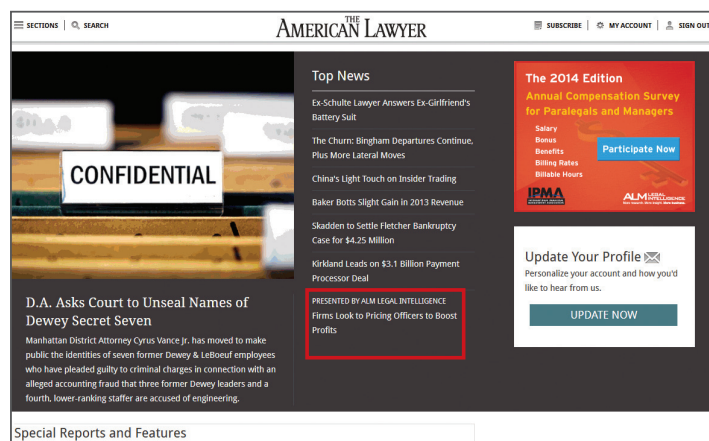 SECTIONS
SEARCH
THE
AMERICAN LAWYER
SUBSCRIBE
MY ACCOUNT
SIGN OUT
CONFIDENTIAL
D.A. Asks Court to Unseal Names of
Dewey Secret Seven
Manhattan District Attorney Cyrus Vance Jr. has moved to make
public the identities of seven former Dewey & LeBoeuf employees
who have pleaded guilty to criminal charges in connection with an
alleged accounting fraud that three former Dewey leaders and a
fourth, lower-ranking staffer are accused of engineering.
Top News
Ex-Schulte Lawyer Answers Ex-Girlfriend's
Battery Suit
The Churn: Bingham Departures Continue,
Plus More Lateral Moves
China's Light Touch on Insider Trading
Baker Botts Slight Gain in 2013 Revenue
Skadden to Settle Fletcher Bankruptcy
Case for $4.25 Million
Kirkland Leads on $3.1 Billion Payment
Processor Deal
PRESENTED BY ALM LEGAL INTELLIGENCE
Firms Look to Pricing Officers to Boost
Profits
The 2014 Edition
Annual Compensation Survey
for Paralegals and Managers
Salary
Bonus
Benefits
Billing Rates
Billable Hours
Participate Now
IPMA
ALM LEGAL
INTELLIGENCE
Update Your Profile
Personalize your account and how you'd
like to hear from us.
UPDATE NOW
Special Reports and Features